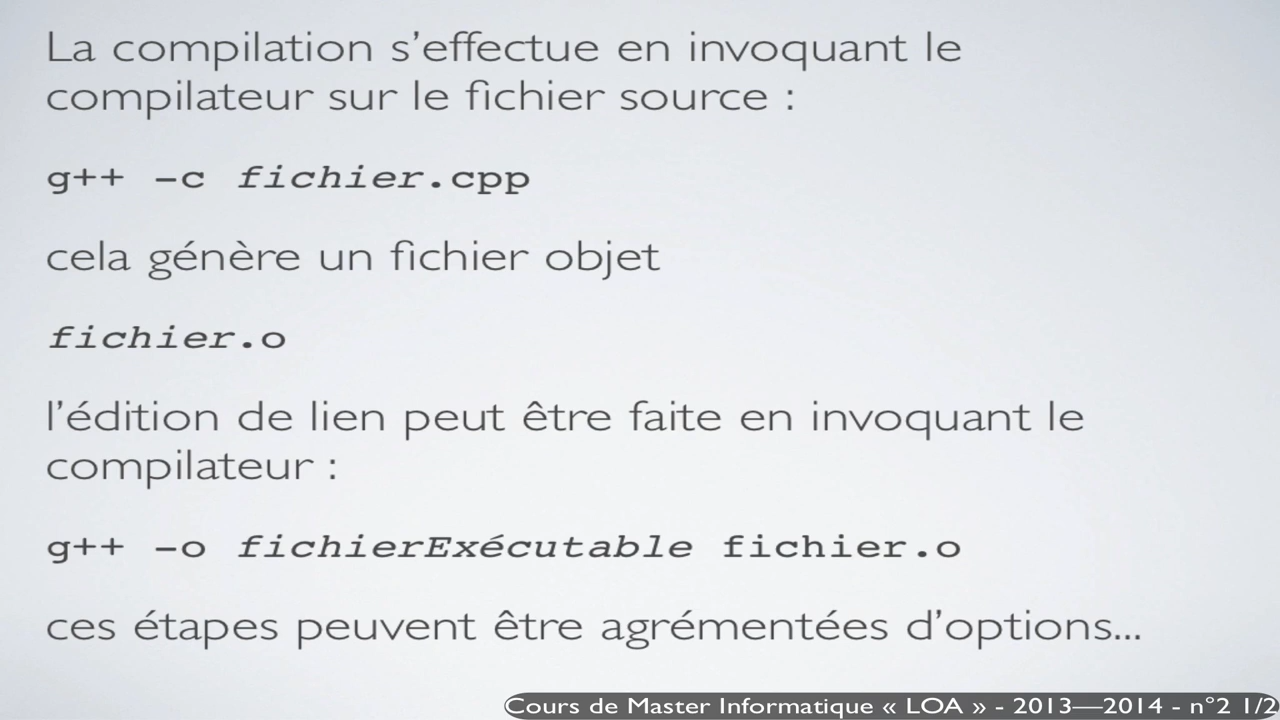 La compilation s'effectue en invoquant le
compilateur sur le fichier source :
g++ -c fichier.cpp
cela génère un fichier objet
fichier.o
l'édition de lien peut être faite en invoquant le
compilateur :
g++ -o fichierExécutable fichier.o
ces étapes peuvent être agrémentées d'options...
Cours de Master Informatique « LOA » - 2013—2014 - n°2 1/2